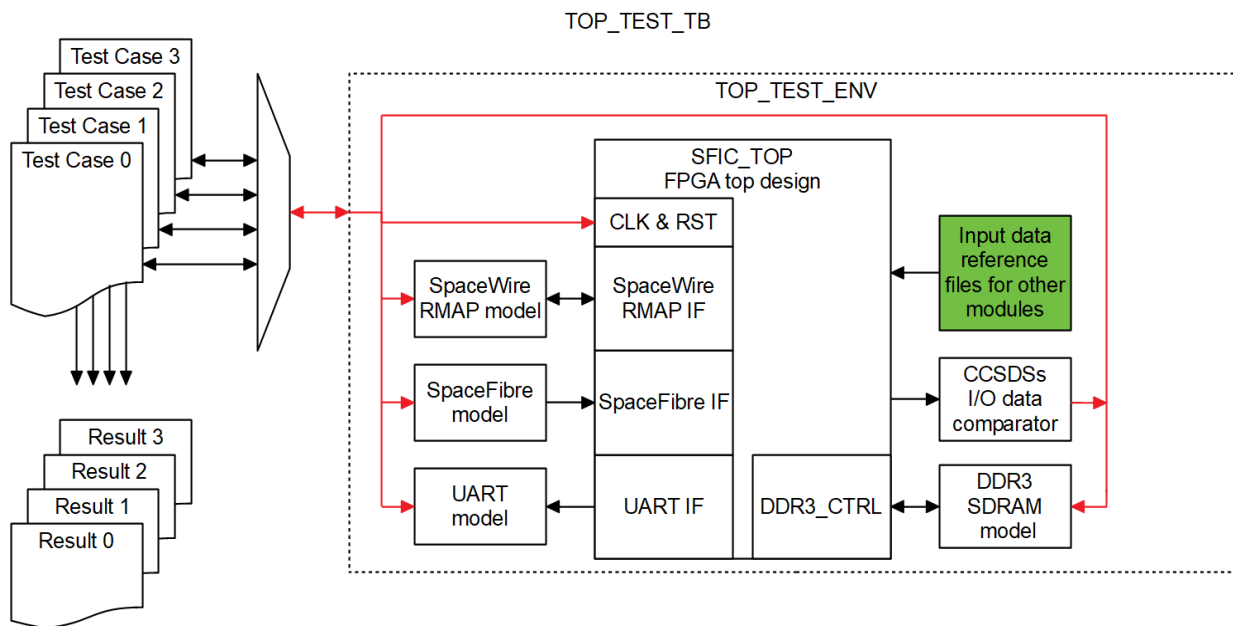 TOP_TEST_TB
Test Case 3
Test Case 2
Test Case 1
Test Case 0
TOP_TEST_ENV
SFIC_TOP
FPGA top design
CLK & RST
SpaceWire
RMAP model
SpaceWire
RMAP IF
Input data
reference
files for other
modules
SpaceFibre
model
SpaceFibre IF
CCSDSs
I/O data
comparator
UART
model
UART IF
DDR3_CTRL
DDR3
SDRAM
model
Result 3
Result 2
Result 1
Result 0